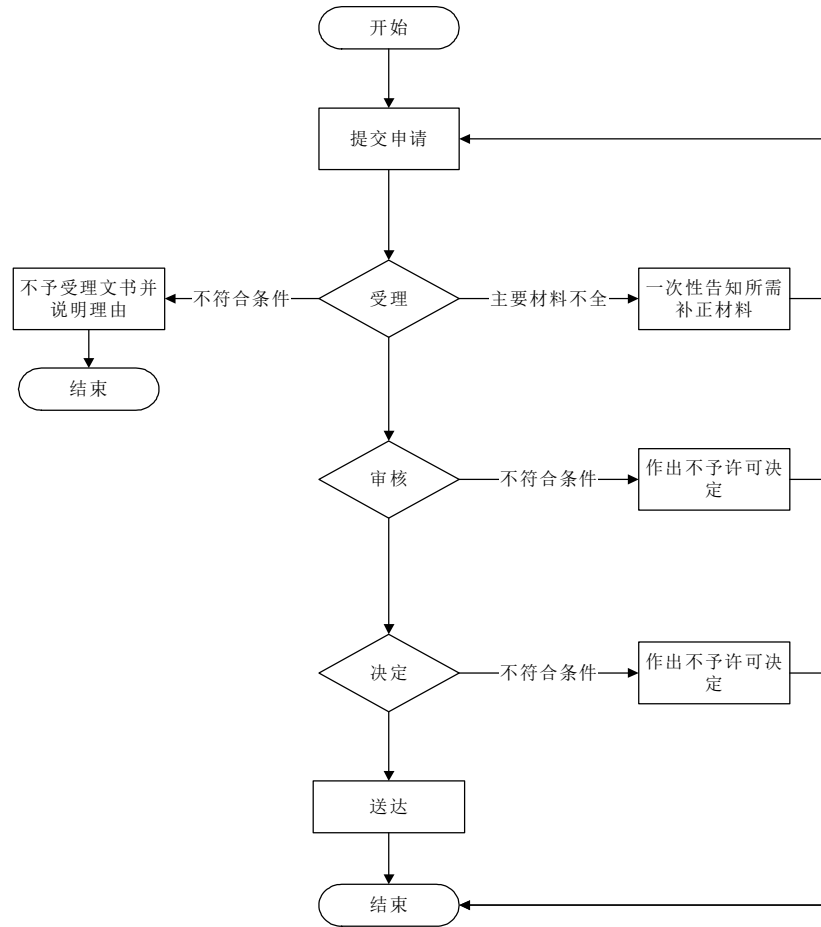 开始
提交申请
不予受理文书并
说明理由
不符合条件
受理
主要材料不全
一次性告知所需
补正材料
结束
审核
不符合条件
作出不予许可决
定
决定
不符合条件
作出不予许可决
定
送达
结束